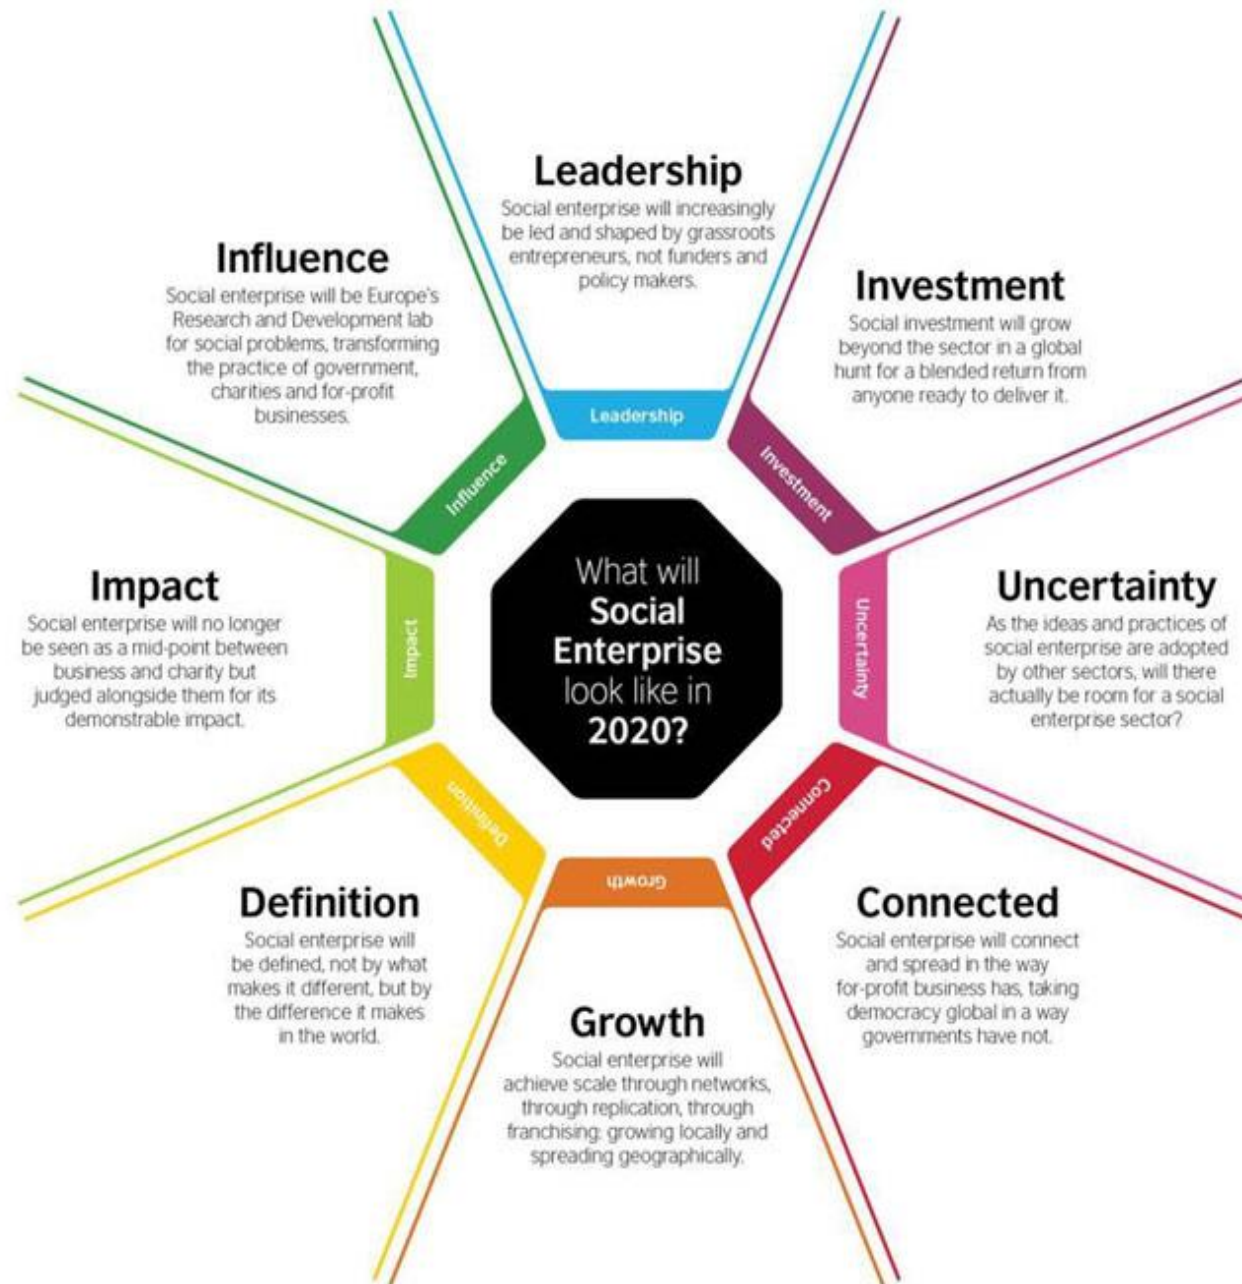 Leadership
Social enterprise will increasingly
be led and shaped by grassroots
entrepreneurs, not funders and
policy makers.
Influence
Social enterprise will be Europe's
Research and Development lab
for social problems, transforming
the practice of government,
charities and for-profit
businesses.
Investment
Social investment will grow
beyond the sector in a global
hunt for a blended return from
anyone ready to deliver it.
Leadership
Influence
Investment
Impact
Social enterprise will no longer
be seen as a mid-point between
business and charity but
judged alongside them for its
demonstrable impact.
Impact
What will
Social
Enterprise
look like in
2020?
Uncertainty
Uncertainty
As the ideas and practices of
social enterprise are adopted
by other sectors, will there
actually be room for a social
enterprise sector?
Definition
Connected
Growth
Definition
Social enterprise will
be defined, not by what
makes it different, but by
the difference it makes
in the world.
Connected
Social enterprise will connect
and spread in the way
for-profit business has, taking
democracy global in a way
governments have not.
Growth
Social enterprise will
achieve scale through networks,
through replication, through
franchising: growing locally and
spreading geographically.